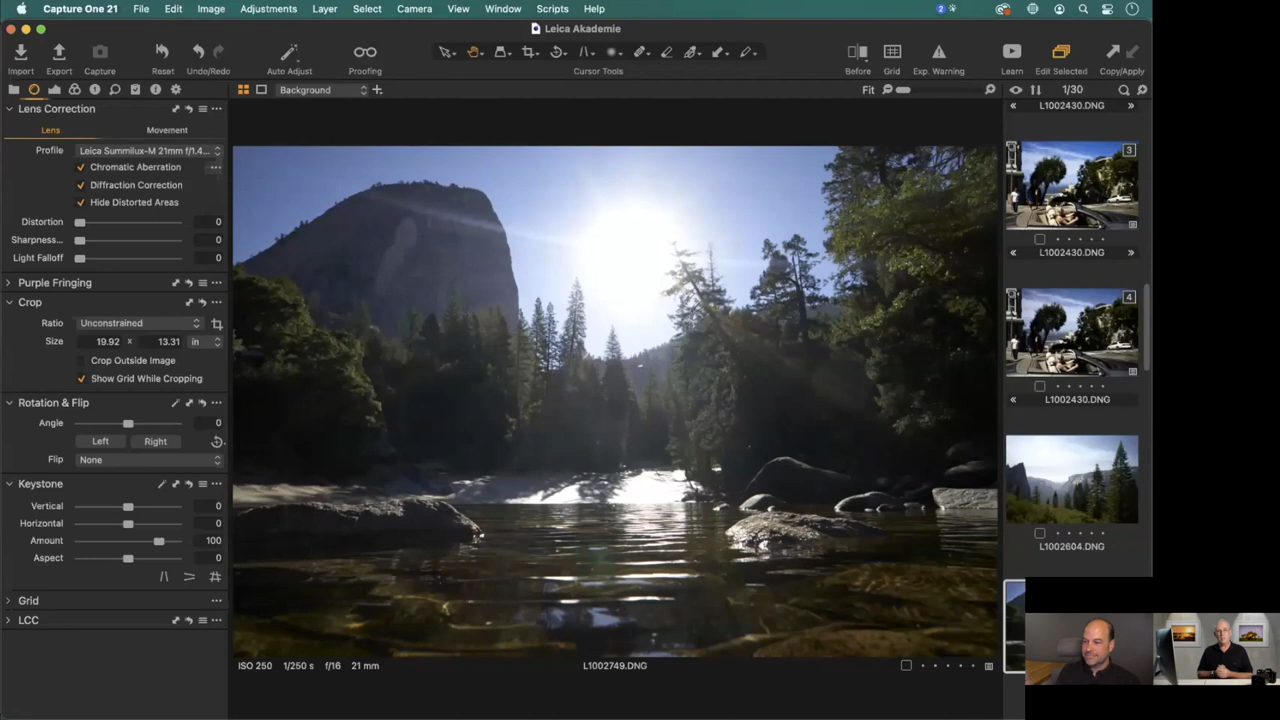 Capture One 21 File Edit Image Adjustments Layer Select Camera View Window Scripts Help
2
Leica Akademie
Import Export Capture Reset Undo/Redo Auto Adjust Proofing Cursor Tools Before Grid Exp. Warning Learn Edit Selected Copy/Apply
Background Fit 1/30
Lens Correction
Lens Movement
Profile Leica Summilux-M 21mm f/1.4...
Chromatic Aberration
Diffraction Correction
Hide Distorted Areas
Distortion 0
Sharpness... 0
Light Falloff 0
Purple Fringing
Crop
Ratio Unconstrained
Size 19.92 x 13.31 in
Crop Outside Image
Show Grid While Cropping
Rotation & Flip
Angle 0
Left Right
Flip None
Keystone
Vertical 0
Horizontal 0
Amount 100
Aspect 0
Grid
LCC
ISO 250 1/250 s f/16 21 mm L1002749.DNG
« L1002430.DNG »
3
« L1002430.DNG »
4
« L1002430.DNG
L1002604.DNG